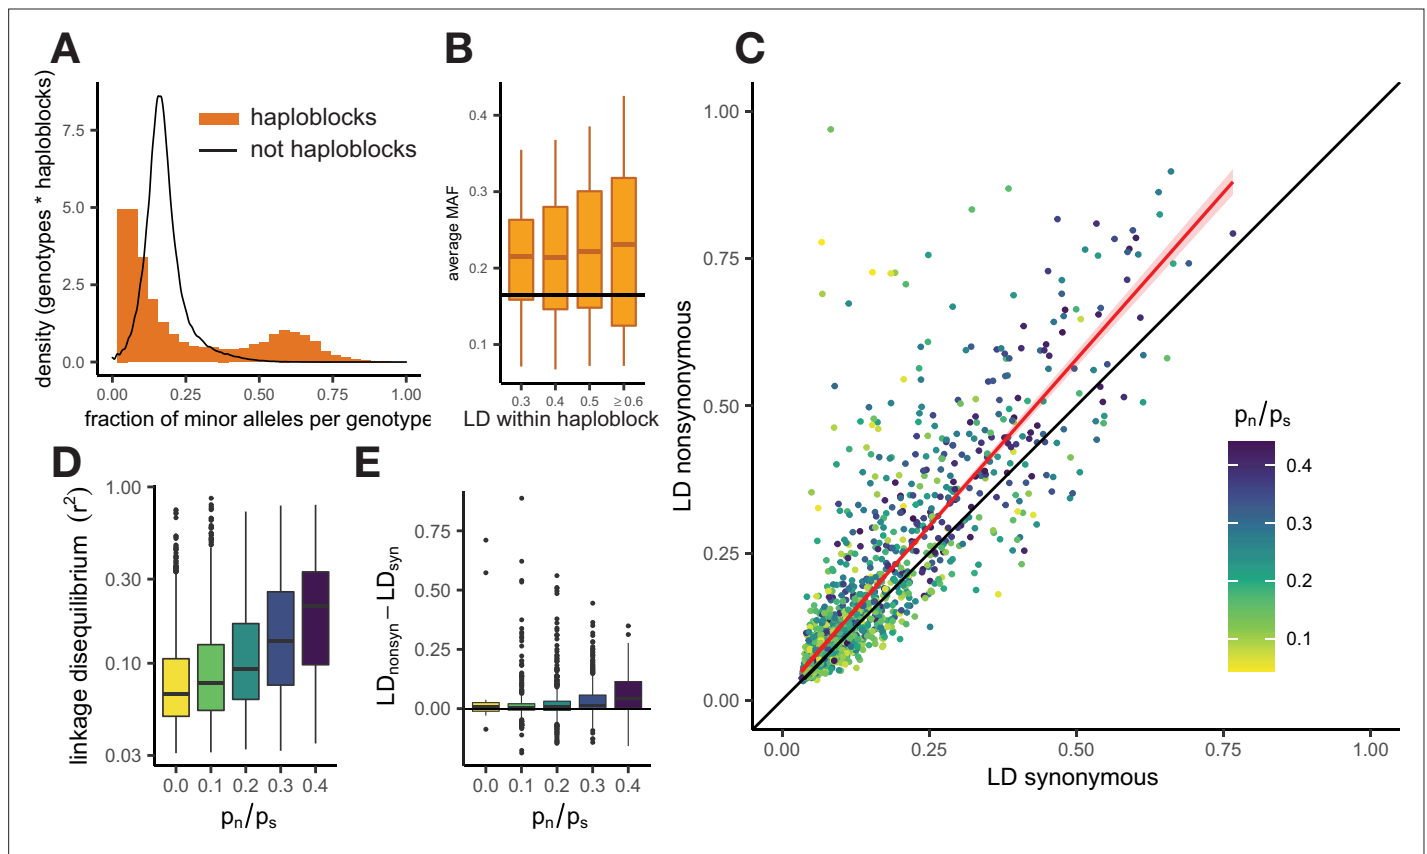 A
density (genotypes * haploblocks)
7.5
5.0
2.5
0.0
haploblocks
not haploblocks
0.00 0.25 0.50 0.75 1.00
fraction of minor alleles per genotype
B
average MAF
0.4
0.3
0.2
0.1
0.3 0.4 0.5 ≥0.6
LD within haploblock
C
LD nonsynonymous
1.00
0.75
0.50
0.25
0.00
pn/ps
0.4
0.3
0.2
0.1
0.00 0.25 0.50 0.75 1.00
LD synonymous
D
linkage disequilibrium (r²)
1.00
0.30
0.10
0.03
0.0 0.1 0.2 0.3 0.4
pn/ps
E
LDnonsyn − LDsyn
0.75
0.50
0.25
0.00
0.0 0.1 0.2 0.3 0.4
pn/ps